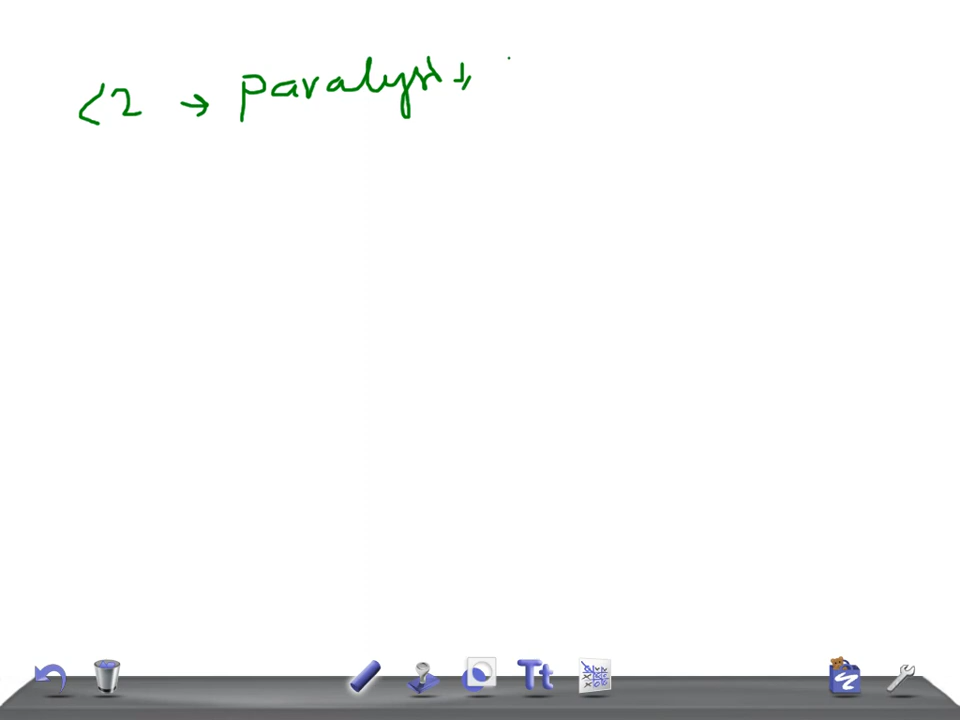 <2 → paralysis,